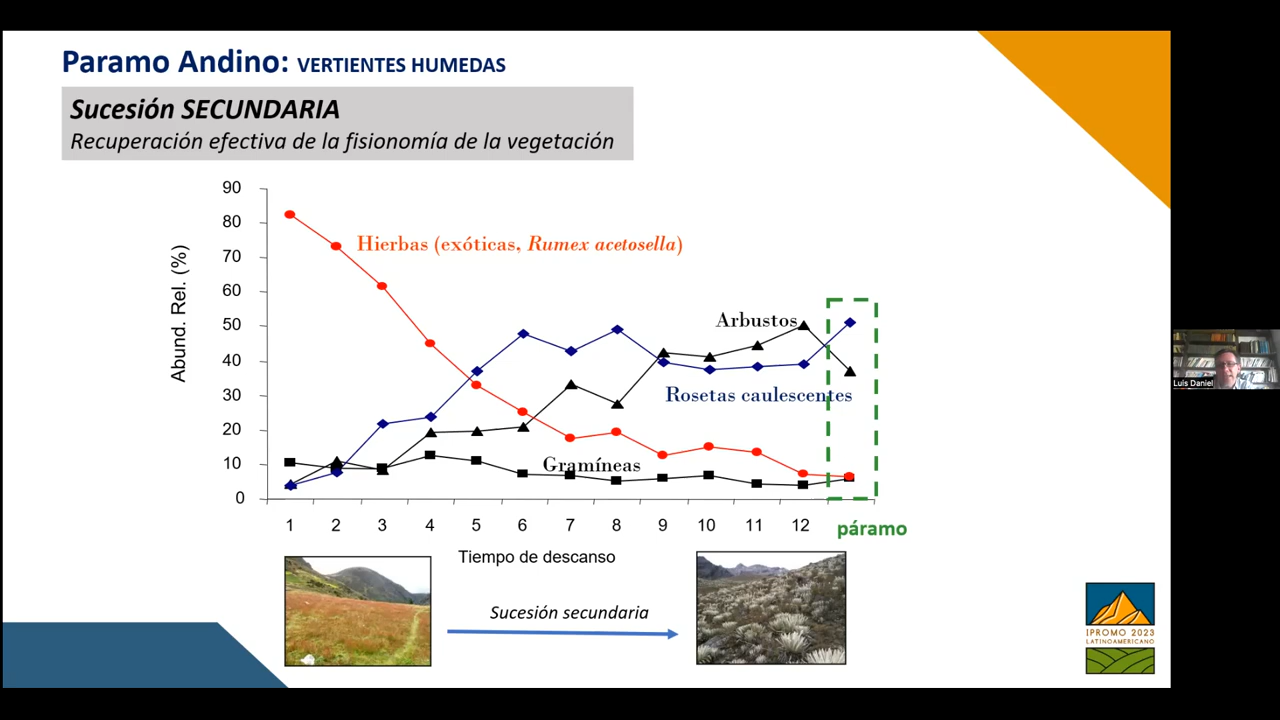 Paramo Andino: VERTIENTES HUMEDAS
Sucesión SECUNDARIA
Recuperación efectiva de la fisionomía de la vegetación
90
80
70
60
50
40
30
20
10
0
Abund. Rel. (%)
Hierbas (exóticas, Rumex acetosella)
Arbustos
Rosetas caulescentes
Gramíneas
1 2 3 4 5 6 7 8 9 10 11 12 páramo
Tiempo de descanso
Sucesión secundaria
IPROMO 2023
LATINOAMERICANO
Luis Daniel